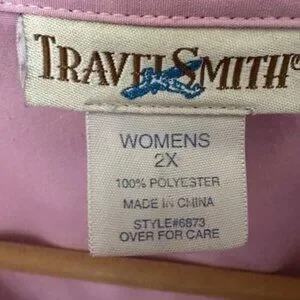 TRAVELSMITH
WOMENS
2X
100% POLYESTER
MADE IN CHINA
STYLE#6873
OVER FOR CARE